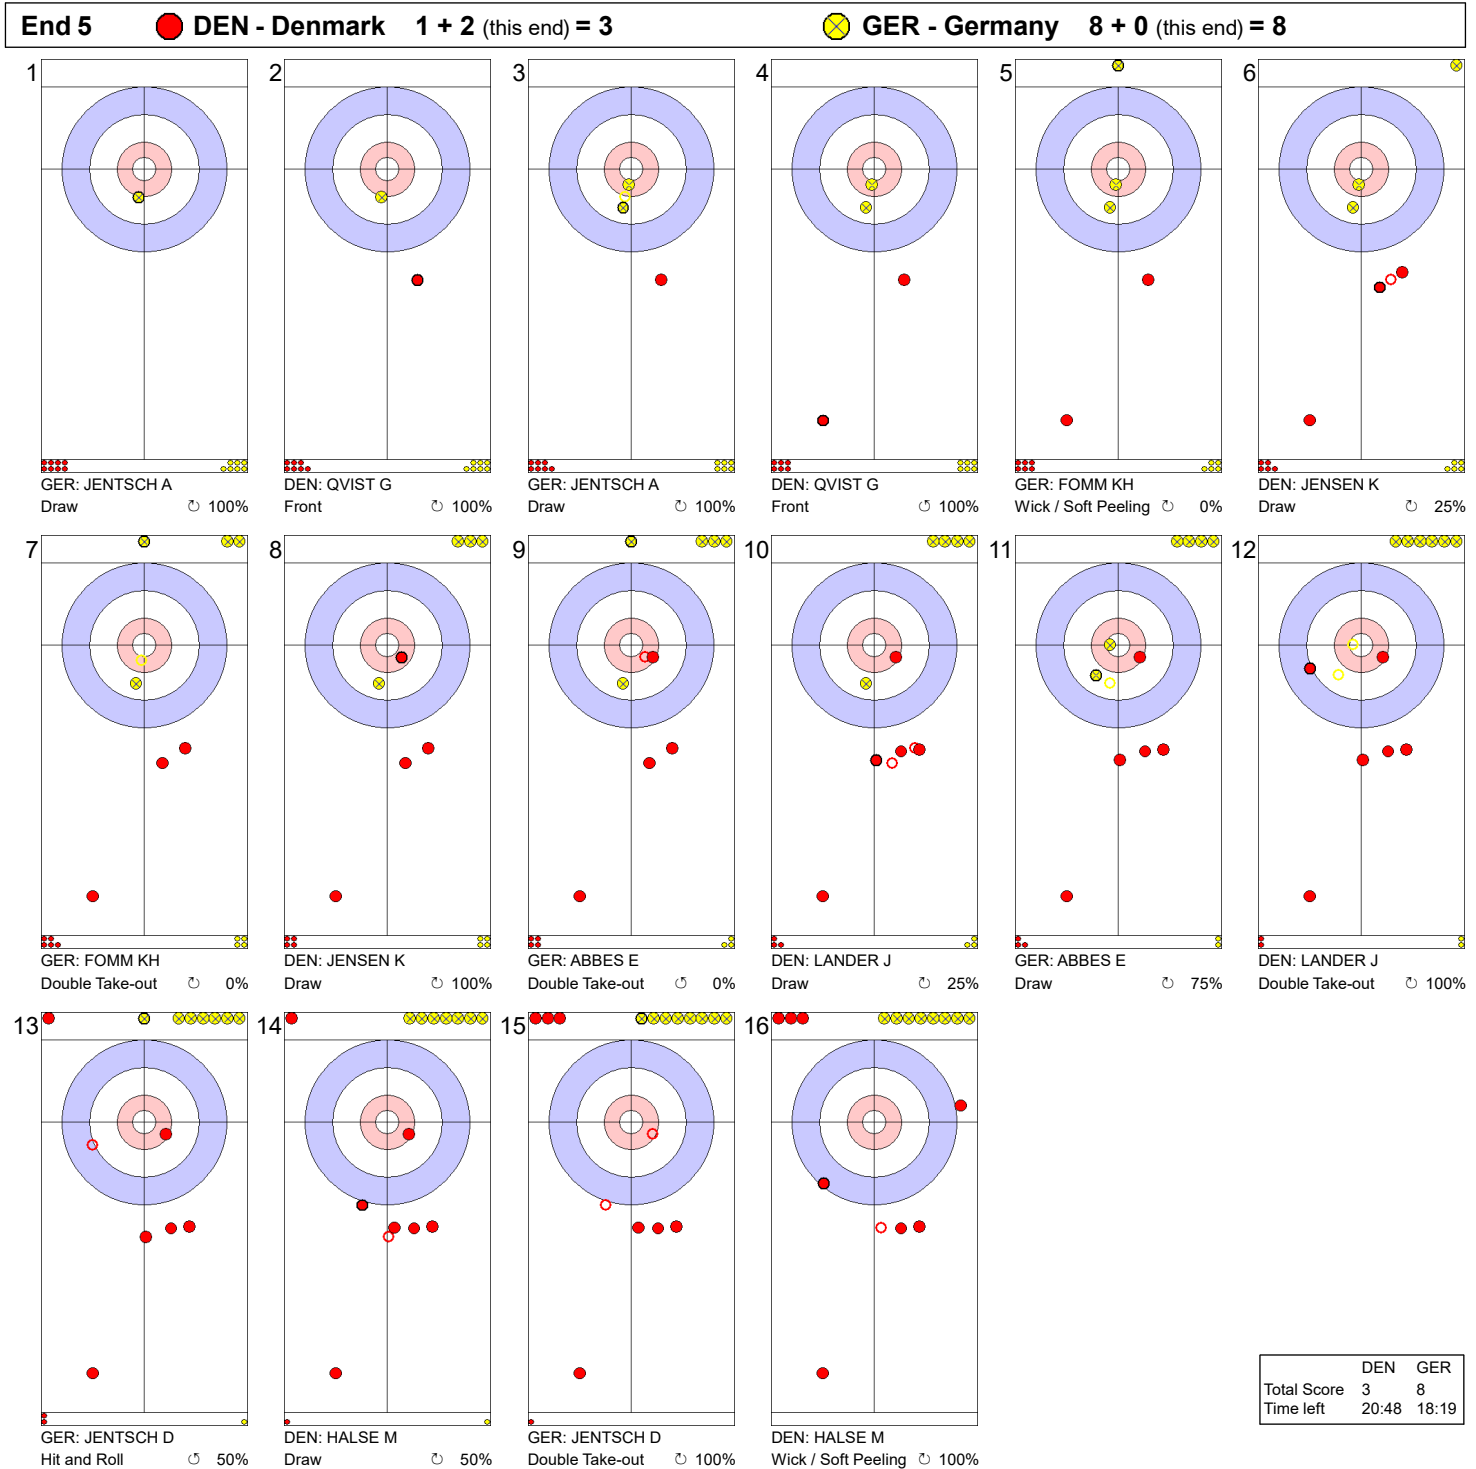 End 5 DEN - Denmark 1 + 2 (this end) = 3 GER - Germany 8 + 0 (this end) = 8
1 2 3 4 5 6
GER: JENTSCH A DEN: QVIST G GER: JENTSCH A DEN: QVIST G GER: FOMM KH DEN: JENSEN K
Draw ↻ 100% Front ↻ 100% Draw ↻ 100% Front ↻ 100% Wick / Soft Peeling ↻ 0% Draw ↻ 25%
7 8 9 10 11 12
GER: FOMM KH DEN: JENSEN K GER: ABBES E DEN: LANDER J GER: ABBES E DEN: LANDER J
Double Take-out ↻ 0% Draw ↻ 100% Double Take-out ↺ 0% Draw ↻ 25% Draw ↻ 75% Double Take-out ↻ 100%
13 14 15 16
GER: JENTSCH D DEN: HALSE M GER: JENTSCH D DEN: HALSE M
Hit and Roll ↺ 50% Draw ↻ 50% Double Take-out ↻ 100% Wick / Soft Peeling ↻ 100%
DEN GER
Total Score 3 8
Time left 20:48 18:19